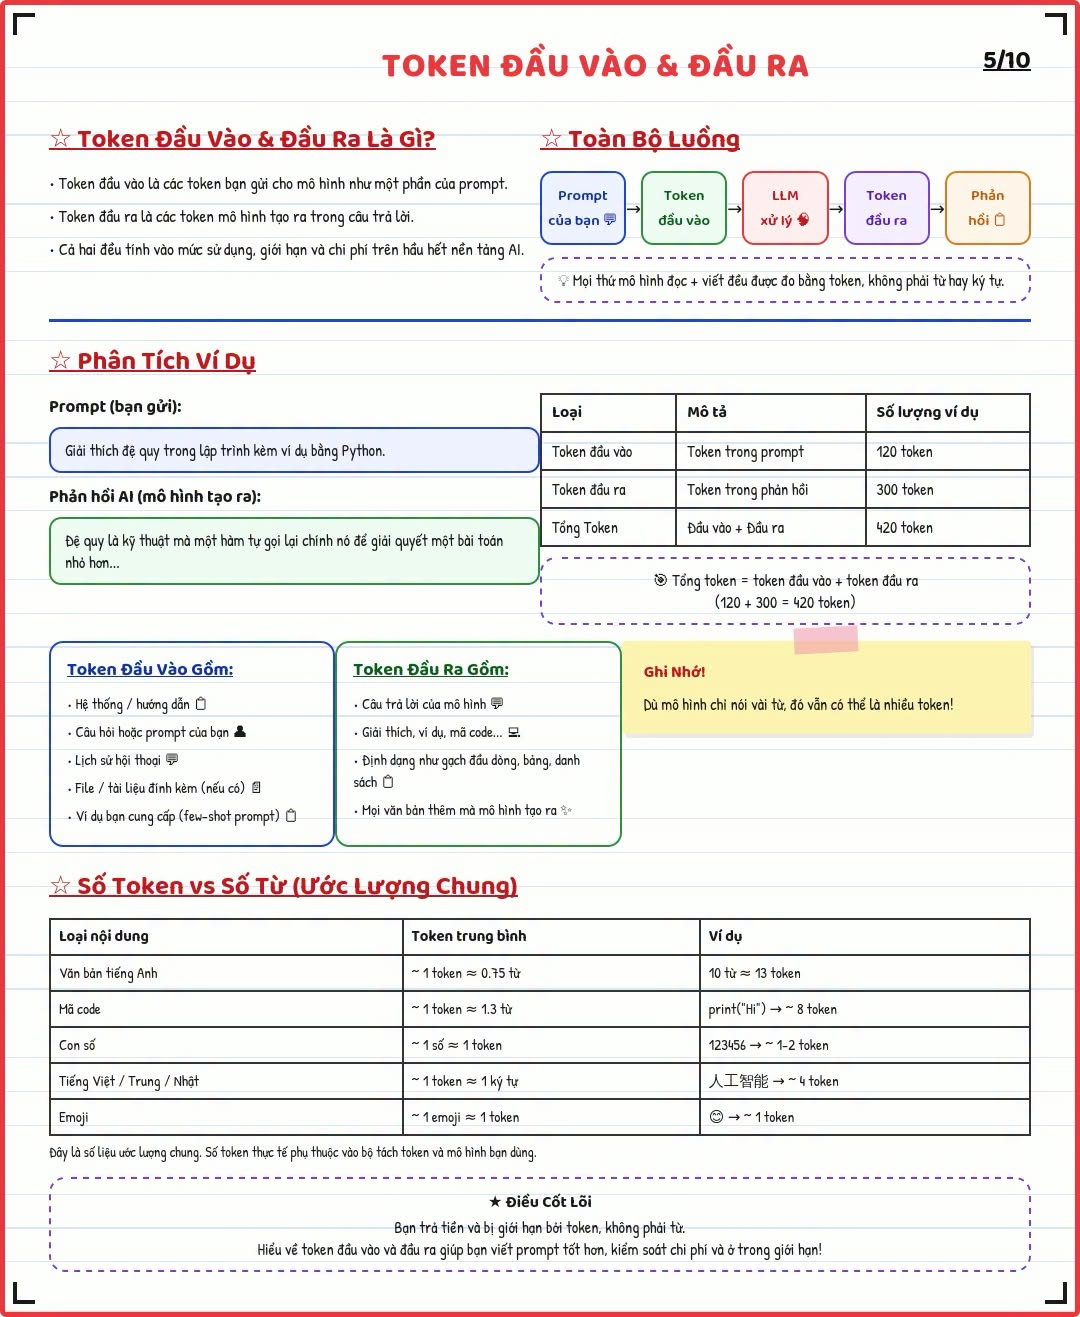 TOKEN ĐẦU VÀO & ĐẦU RA
5/10
☆ Token Đầu Vào & Đầu Ra Là Gì?
• Token đầu vào là các token bạn gửi cho mô hình như một phần của prompt.
• Token đầu ra là các token mô hình tạo ra trong câu trả lời.
• Cả hai đều tính vào mức sử dụng, giới hạn và chi phí trên hầu hết nền tảng AI.
☆ Toàn Bộ Luồng
Prompt
của bạn 💬
→
Token
đầu vào
→
LLM
xử lý 🧠
→
Token
đầu ra
→
Phản
hồi 📋
💡 Mọi thứ mô hình đọc + viết đều được đo bằng token, không phải từ hay ký tự.
☆ Phân Tích Ví Dụ
Prompt (bạn gửi):
Giải thích đệ quy trong lập trình kèm ví dụ bằng Python.
Phản hồi AI (mô hình tạo ra):
Đệ quy là kỹ thuật mà một hàm tự gọi lại chính nó để giải quyết một bài toán
nhỏ hơn...
Loại Mô tả Số lượng ví dụ
Token đầu vào Token trong prompt 120 token
Token đầu ra Token trong phản hồi 300 token
Tổng Token Đầu vào + Đầu ra 420 token
🎯 Tổng token = token đầu vào + token đầu ra
(120 + 300 = 420 token)
Token Đầu Vào Gồm:
• Hệ thống / hướng dẫn 📋
• Câu hỏi hoặc prompt của bạn 👤
• Lịch sử hội thoại 💬
• File / tài liệu đính kèm (nếu có) 📄
• Ví dụ bạn cung cấp (few-shot prompt) 📋
Token Đầu Ra Gồm:
• Câu trả lời của mô hình 💬
• Giải thích, ví dụ, mã code... 💻
• Định dạng như gạch đầu dòng, bảng, danh
sách 📋
• Mọi văn bản thêm mà mô hình tạo ra ✨
Ghi Nhớ!
Dù mô hình chỉ nói vài từ, đó vẫn có thể là nhiều token!
☆ Số Token vs Số Từ (Ước Lượng Chung)
Loại nội dung Token trung bình Ví dụ
Văn bản tiếng Anh ~ 1 token ≈ 0.75 từ 10 từ ≈ 13 token
Mã code ~ 1 token ≈ 1.3 từ print("Hi") → ~ 8 token
Con số ~ 1 số ≈ 1 token 123456 → ~ 1-2 token
Tiếng Việt / Trung / Nhật ~ 1 token ≈ 1 ký tự 人工智能 → ~ 4 token
Emoji ~ 1 emoji ≈ 1 token 😊 → ~ 1 token
Đây là số liệu ước lượng chung. Số token thực tế phụ thuộc vào bộ tách token và mô hình bạn dùng.
★ Điều Cốt Lõi
Bạn trả tiền và bị giới hạn bởi token, không phải từ.
Hiểu về token đầu vào và đầu ra giúp bạn viết prompt tốt hơn, kiểm soát chi phí và ở trong giới hạn!